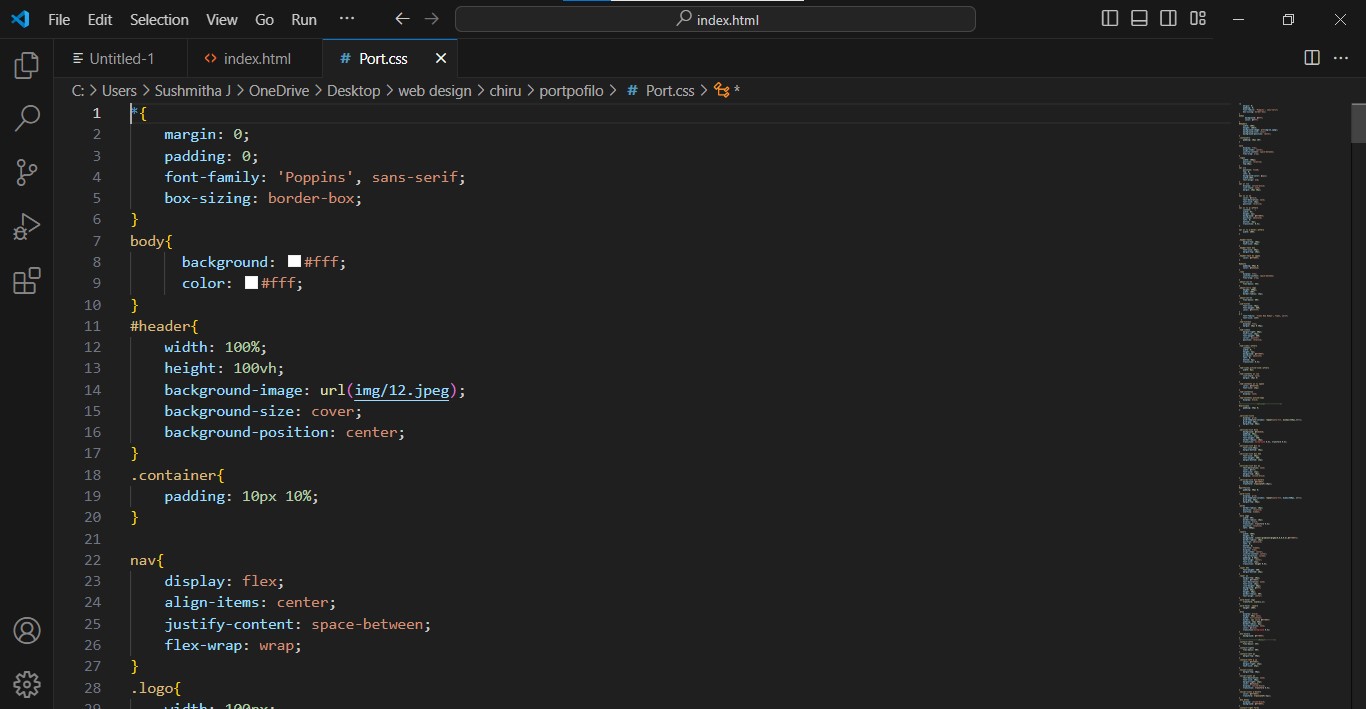 File Edit Selection View Go Run ··· ← → index.html
Untitled-1 index.html # Port.css
C: > Users > Sushmitha J > OneDrive > Desktop > web design > chiru > portpofilo > # Port.css > *
1 *{
2 margin: 0;
3 padding: 0;
4 font-family: 'Poppins', sans-serif;
5 box-sizing: border-box;
6 }
7 body{
8 background: #fff;
9 color: #fff;
10 }
11 #header{
12 width: 100%;
13 height: 100vh;
14 background-image: url(img/12.jpeg);
15 background-size: cover;
16 background-position: center;
17 }
18 .container{
19 padding: 10px 10%;
20 }
21
22 nav{
23 display: flex;
24 align-items: center;
25 justify-content: space-between;
26 flex-wrap: wrap;
27 }
28 .logo{
29 width: 100px;